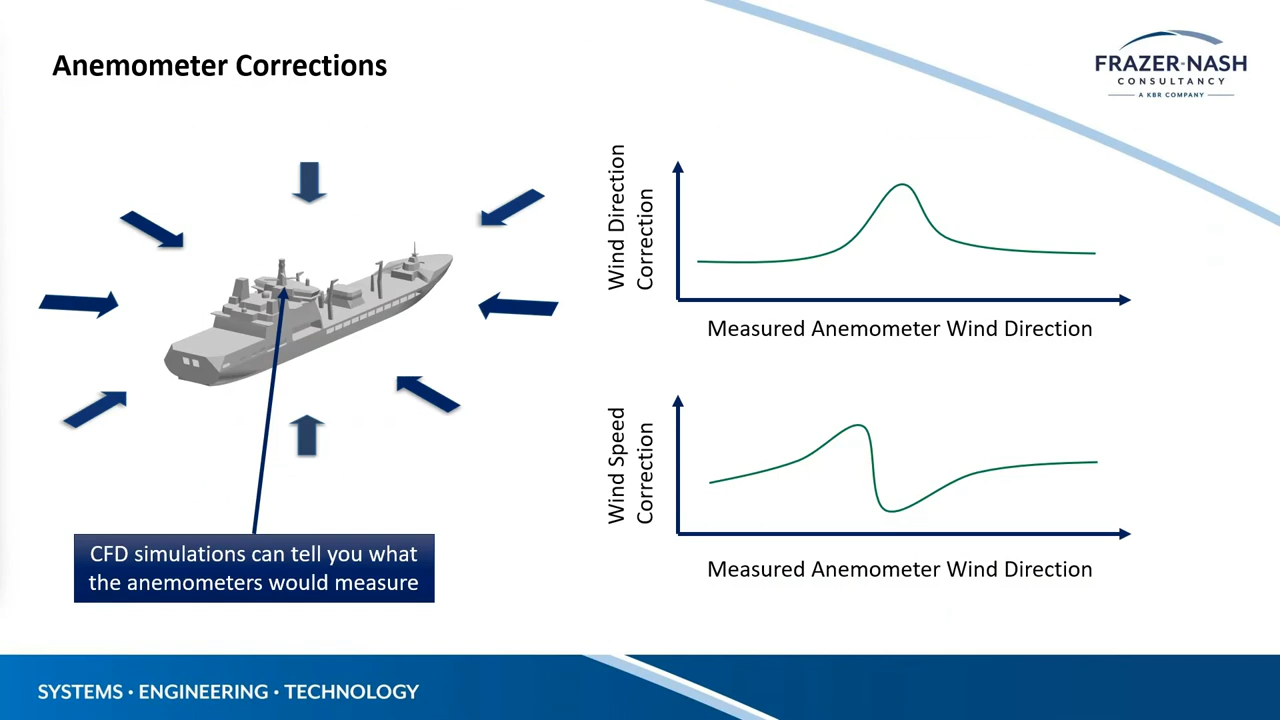 Anemometer Corrections
FRAZER-NASH
CONSULTANCY
A KBR COMPANY
Wind Direction
Correction
Measured Anemometer Wind Direction
Wind Speed
Correction
Measured Anemometer Wind Direction
CFD simulations can tell you what
the anemometers would measure
SYSTEMS • ENGINEERING • TECHNOLOGY